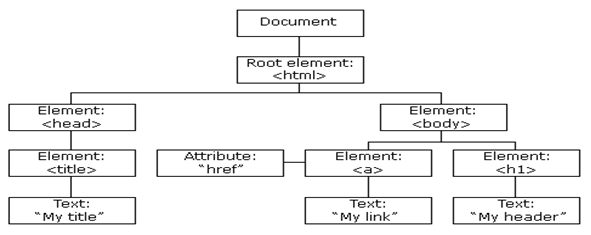 Document
Root element:
<html>
Element:
<head>
Element:
<body>
Element:
<title>
Attribute:
“href”
Element:
<a>
Element:
<h1>
Text:
“My title”
Text:
“My link”
Text:
“My header”